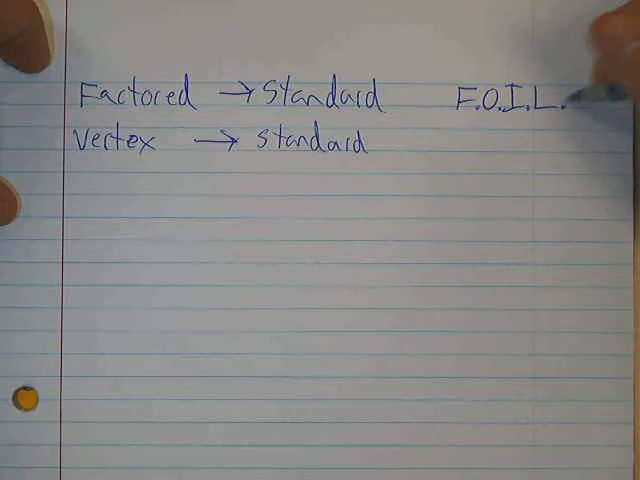 Factored → Standard F.O.I.L.
Vertex → Standard